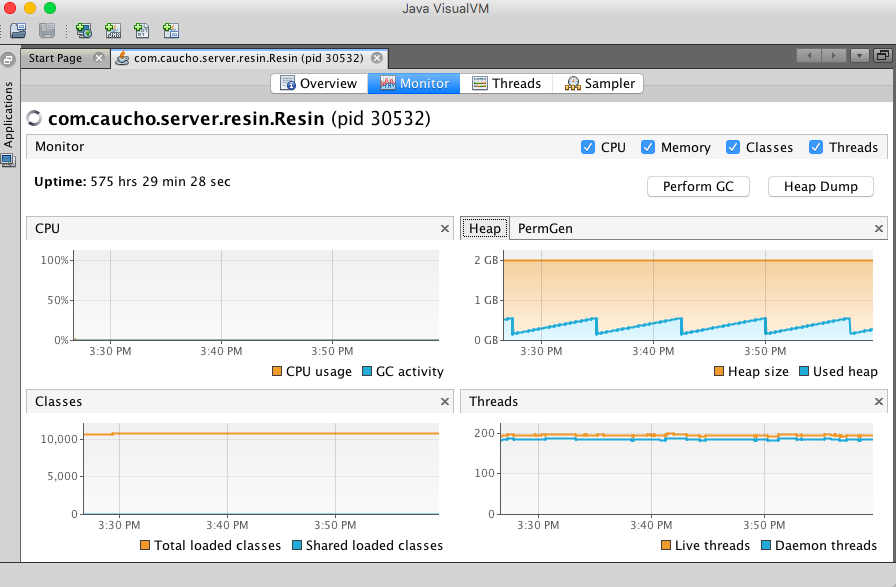 Java VisualVM
Start Page com.caucho.server.resin.Resin (pid 30532)
Applications
Overview Monitor Threads Sampler
com.caucho.server.resin.Resin (pid 30532)
Monitor CPU Memory Classes Threads
Uptime: 575 hrs 29 min 28 sec
Perform GC Heap Dump
CPU
100%
50%
0%
3:30 PM 3:40 PM 3:50 PM
CPU usage GC activity
Heap PermGen
2 GB
1 GB
0 GB
3:30 PM 3:40 PM 3:50 PM
Heap size Used heap
Classes
10,000
5,000
0
3:30 PM 3:40 PM 3:50 PM
Total loaded classes Shared loaded classes
Threads
200
100
0
3:30 PM 3:40 PM 3:50 PM
Live threads Daemon threads